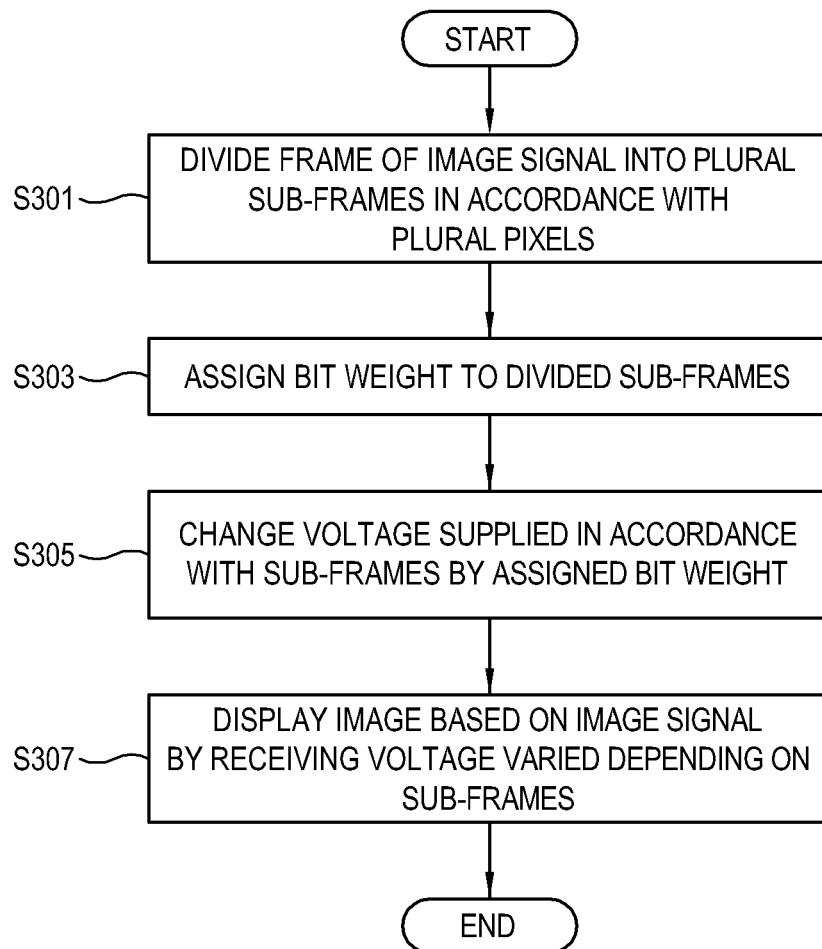 START
S301
DIVIDE FRAME OF IMAGE SIGNAL INTO PLURAL
SUB-FRAMES IN ACCORDANCE WITH
PLURAL PIXELS
S303
ASSIGN BIT WEIGHT TO DIVIDED SUB-FRAMES
S305
CHANGE VOLTAGE SUPPLIED IN ACCORDANCE
WITH SUB-FRAMES BY ASSIGNED BIT WEIGHT
S307
DISPLAY IMAGE BASED ON IMAGE SIGNAL
BY RECEIVING VOLTAGE VARIED DEPENDING ON
SUB-FRAMES
END